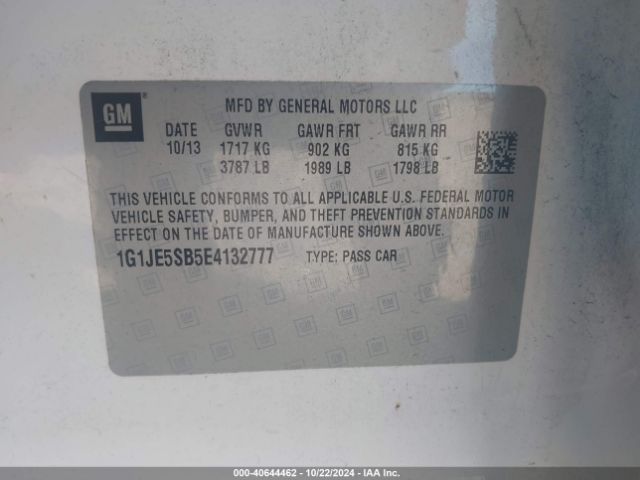 GM
MFD BY GENERAL MOTORS LLC
DATE GVWR GAWR FRT GAWR RR
10/13 1717 KG 902 KG 815 KG
3787 LB 1989 LB 1798 LB
THIS VEHICLE CONFORMS TO ALL APPLICABLE U.S. FEDERAL MOTOR
VEHICLE SAFETY, BUMPER, AND THEFT PREVENTION STANDARDS IN
EFFECT ON THE DATE OF MANUFACTURE SHOWN ABOVE.
1G1JE5SB5E4132777 TYPE: PASS CAR
000-40644462 - 10/22/2024 - IAAI.COM